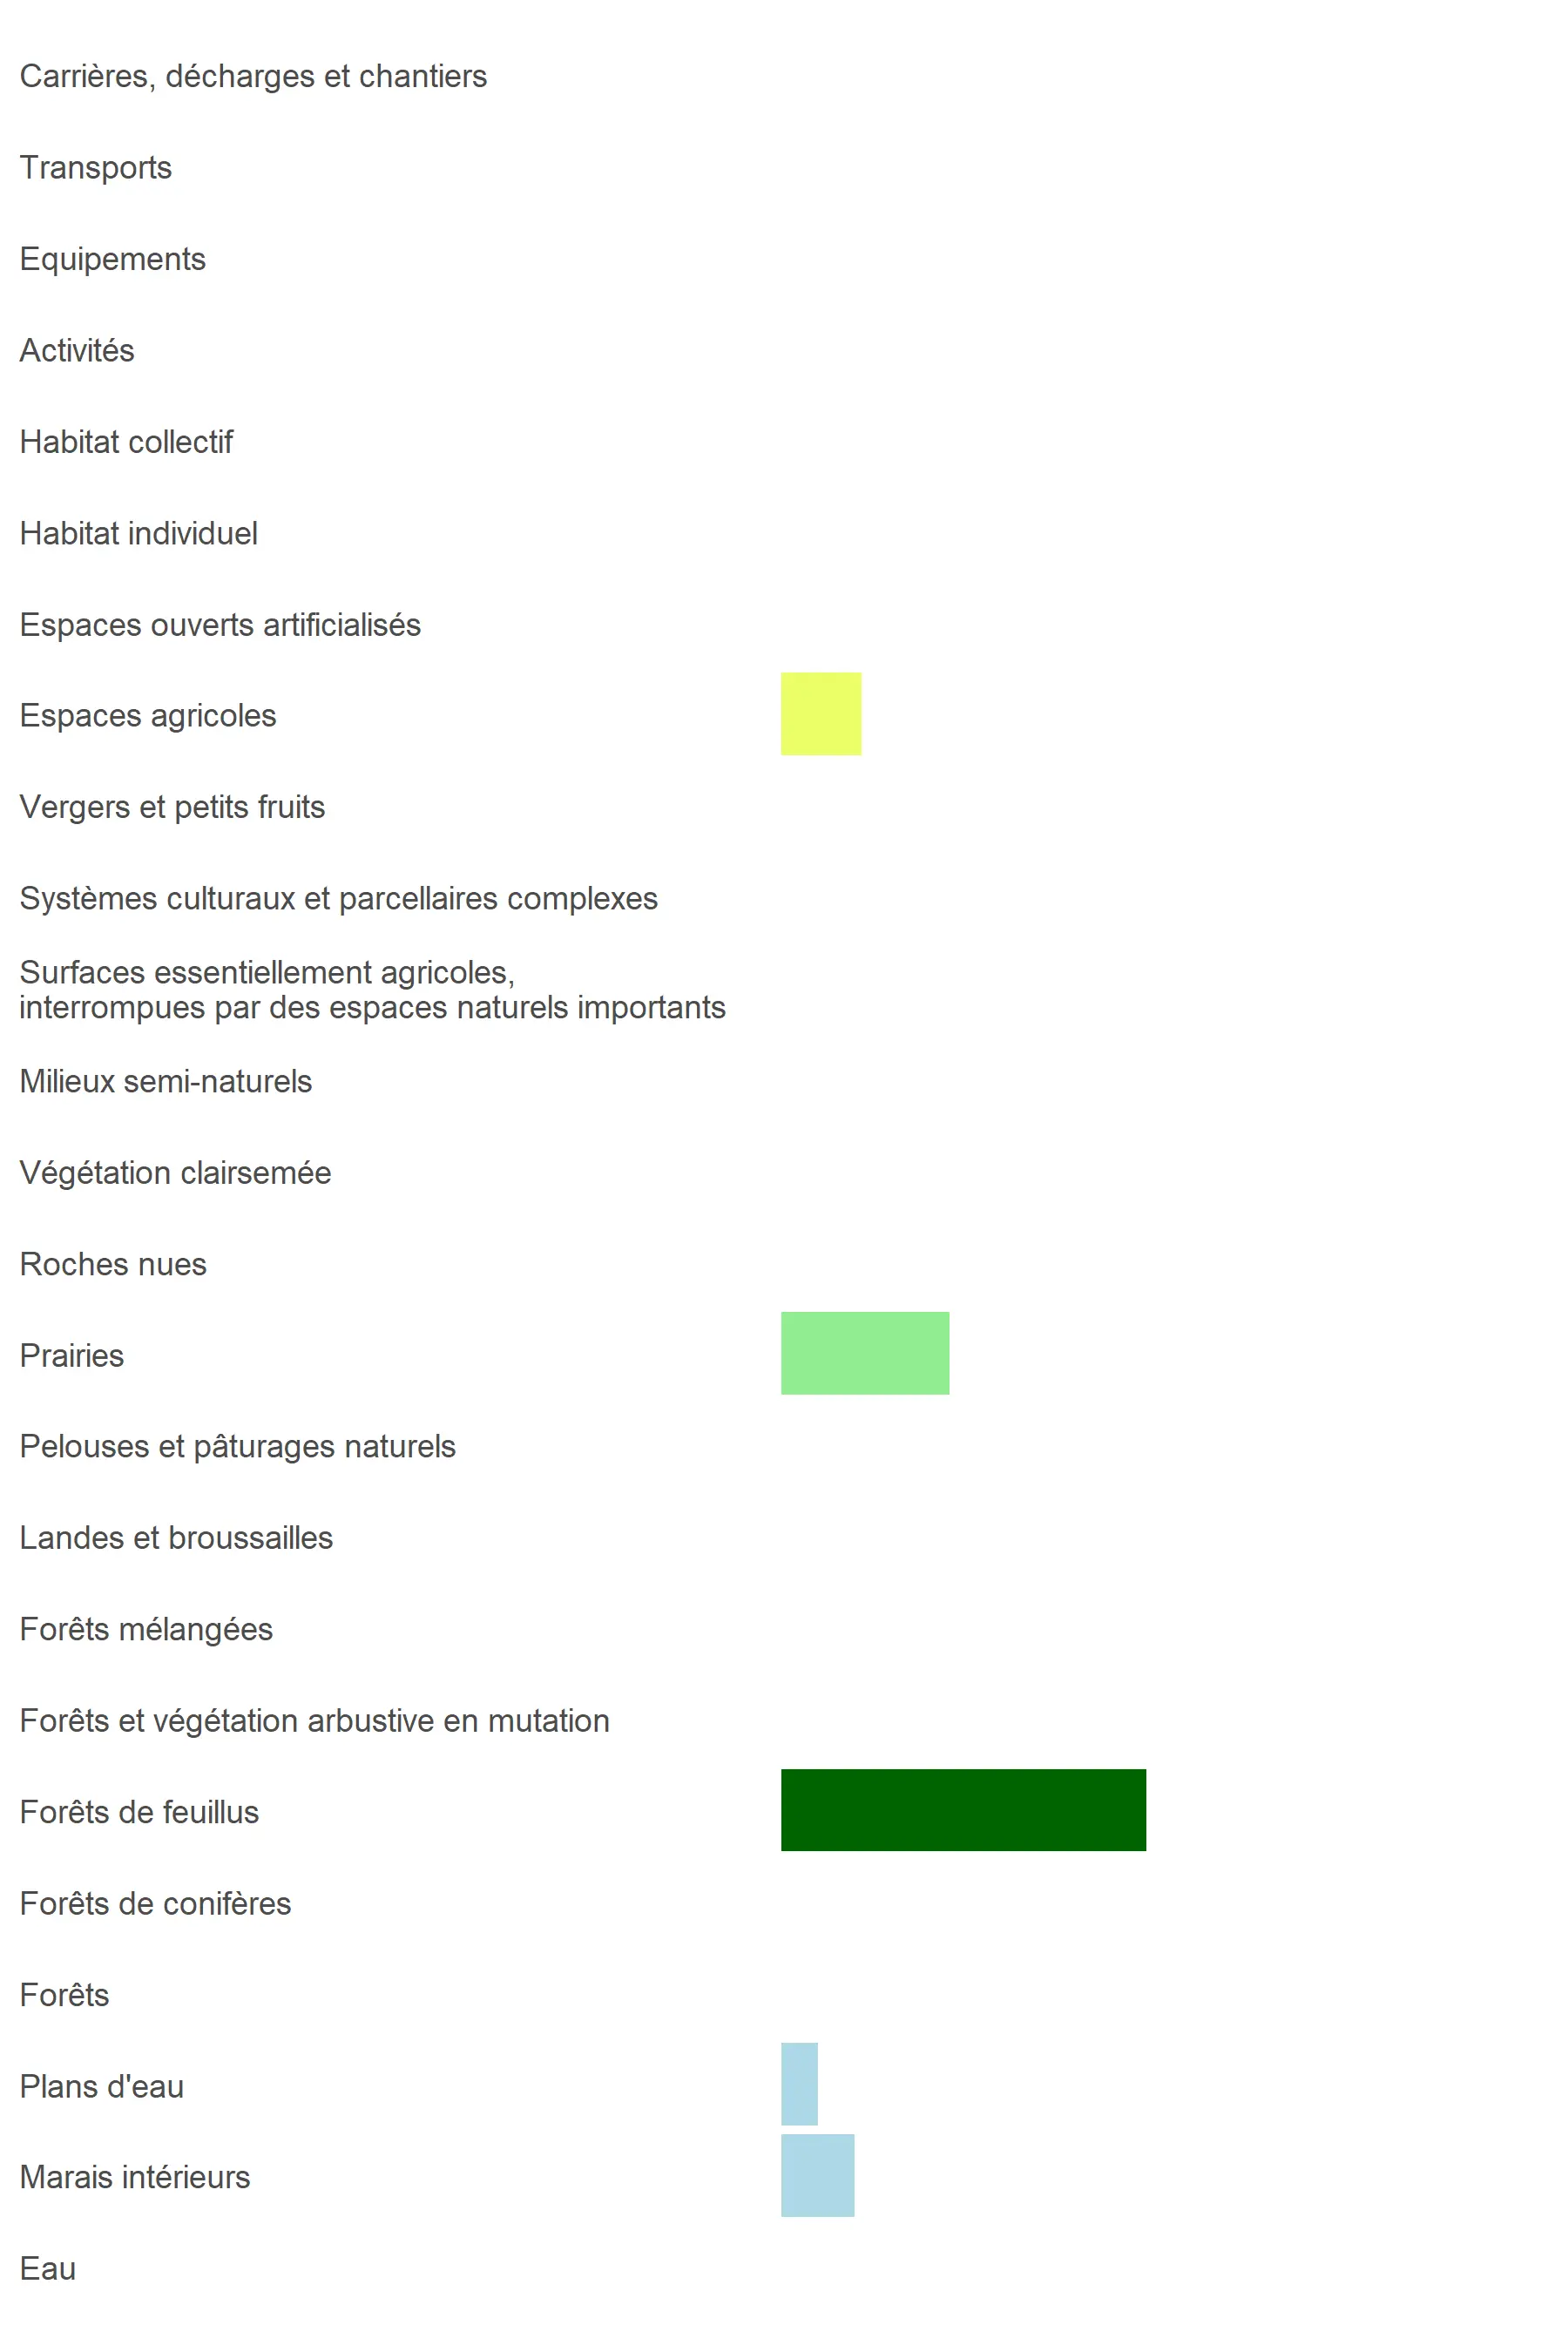 Carrières, décharges et chantiers
Transports
Equipements
Activités
Habitat collectif
Habitat individuel
Espaces ouverts artificialisés
Espaces agricoles
Vergers et petits fruits
Systèmes culturaux et parcellaires complexes
Surfaces essentiellement agricoles,
interrompues par des espaces naturels importants
Milieux semi-naturels
Végétation clairsemée
Roches nues
Prairies
Pelouses et pâturages naturels
Landes et broussailles
Forêts mélangées
Forêts et végétation arbustive en mutation
Forêts de feuillus
Forêts de conifères
Forêts
Plans d'eau
Marais intérieurs
Eau